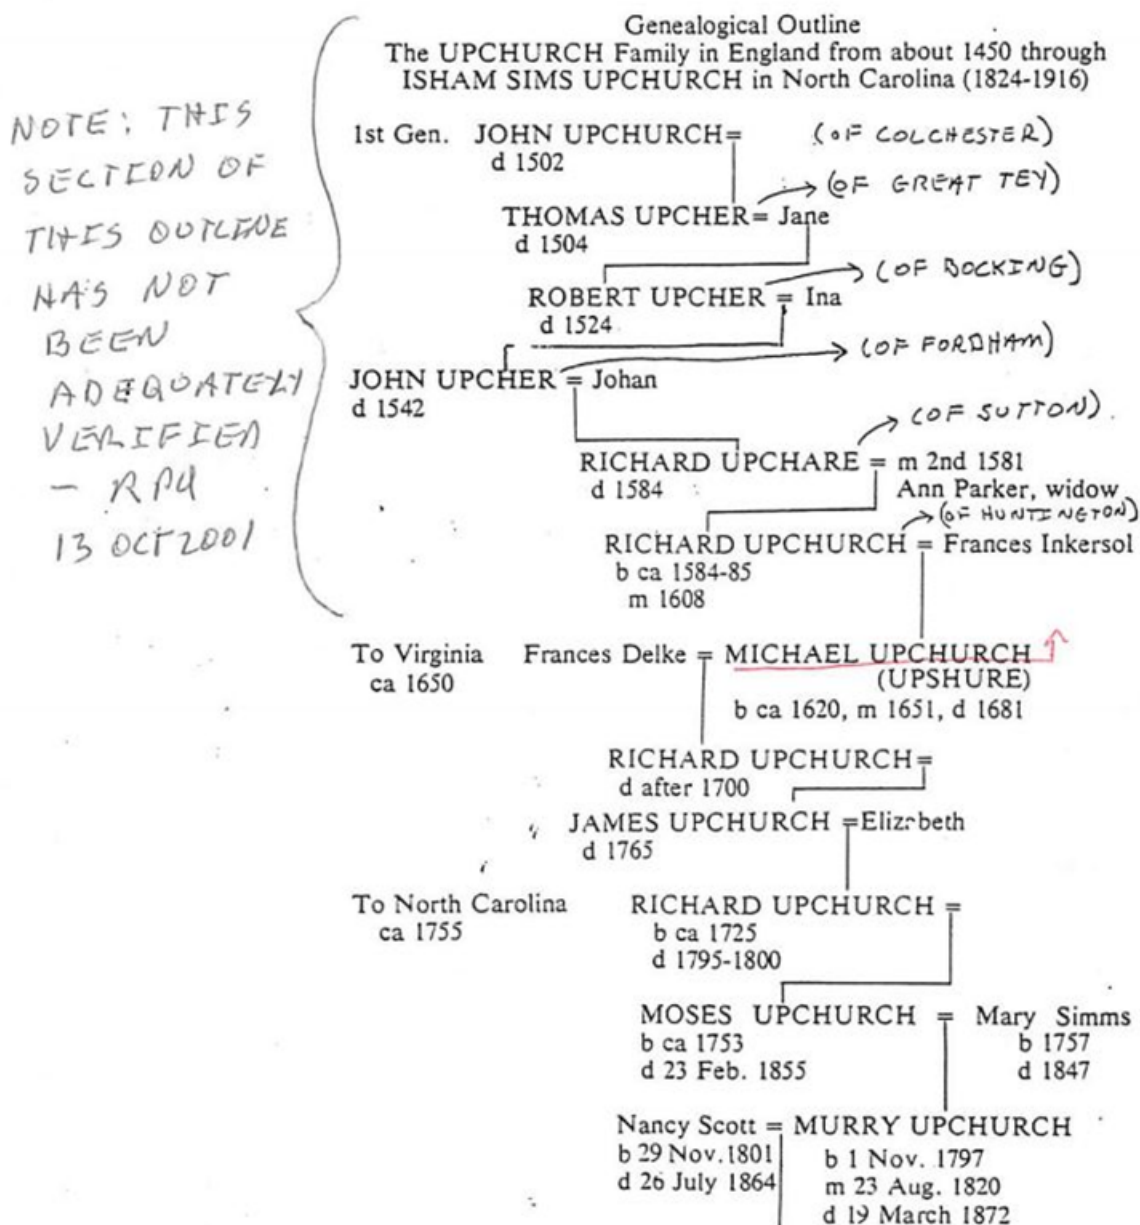 Genealogical Outline
The UPCHURCH Family in England from about 1450 through
ISHAM SIMS UPCHURCH in North Carolina (1824-1916)
NOTE: THIS
SECTION OF
THIS OUTLINE
HAS NOT
BEEN
ADEQUATELY
VERIFIED
- RPU
13 OCT 2001
1st Gen. JOHN UPCHURCH= (OF COLCHESTER)
d 1502
(OF GREAT TEY)
THOMAS UPCHER= Jane
d 1504
(OF BOCKING)
ROBERT UPCHER = Ina
d 1524
(OF FORDHAM)
JOHN UPCHER = Johan
d 1542
(OF SUTTON)
RICHARD UPCHARE = m 2nd 1581
d 1584 Ann Parker, widow
(OF HUNTINGTON)
RICHARD UPCHURCH = Frances Inkersol
b ca 1584-85
m 1608
To Virginia Frances Delke = MICHAEL UPCHURCH
ca 1650 (UPSHURE)
b ca 1620, m 1651, d 1681
RICHARD UPCHURCH=
d after 1700
JAMES UPCHURCH =Elizabeth
d 1765
To North Carolina RICHARD UPCHURCH =
ca 1755 b ca 1725
d 1795-1800
MOSES UPCHURCH = Mary Simms
b ca 1753 b 1757
d 23 Feb. 1855 d 1847
Nancy Scott = MURRY UPCHURCH
b 29 Nov. 1801 b 1 Nov. 1797
d 26 July 1864 m 23 Aug. 1820
d 19 March 1872